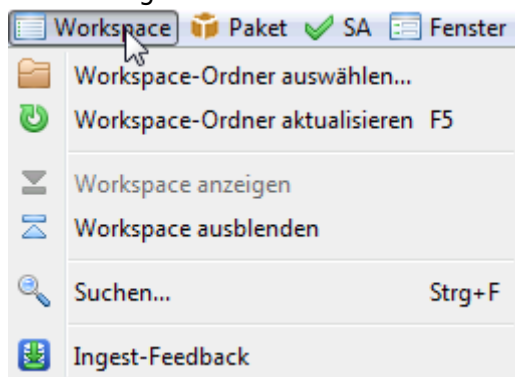 Workspace Paket SA Fenster
Workspace-Ordner auswählen...
Workspace-Ordner aktualisieren F5
Workspace anzeigen
Workspace ausblenden
Suchen... Strg+F
Ingest-Feedback